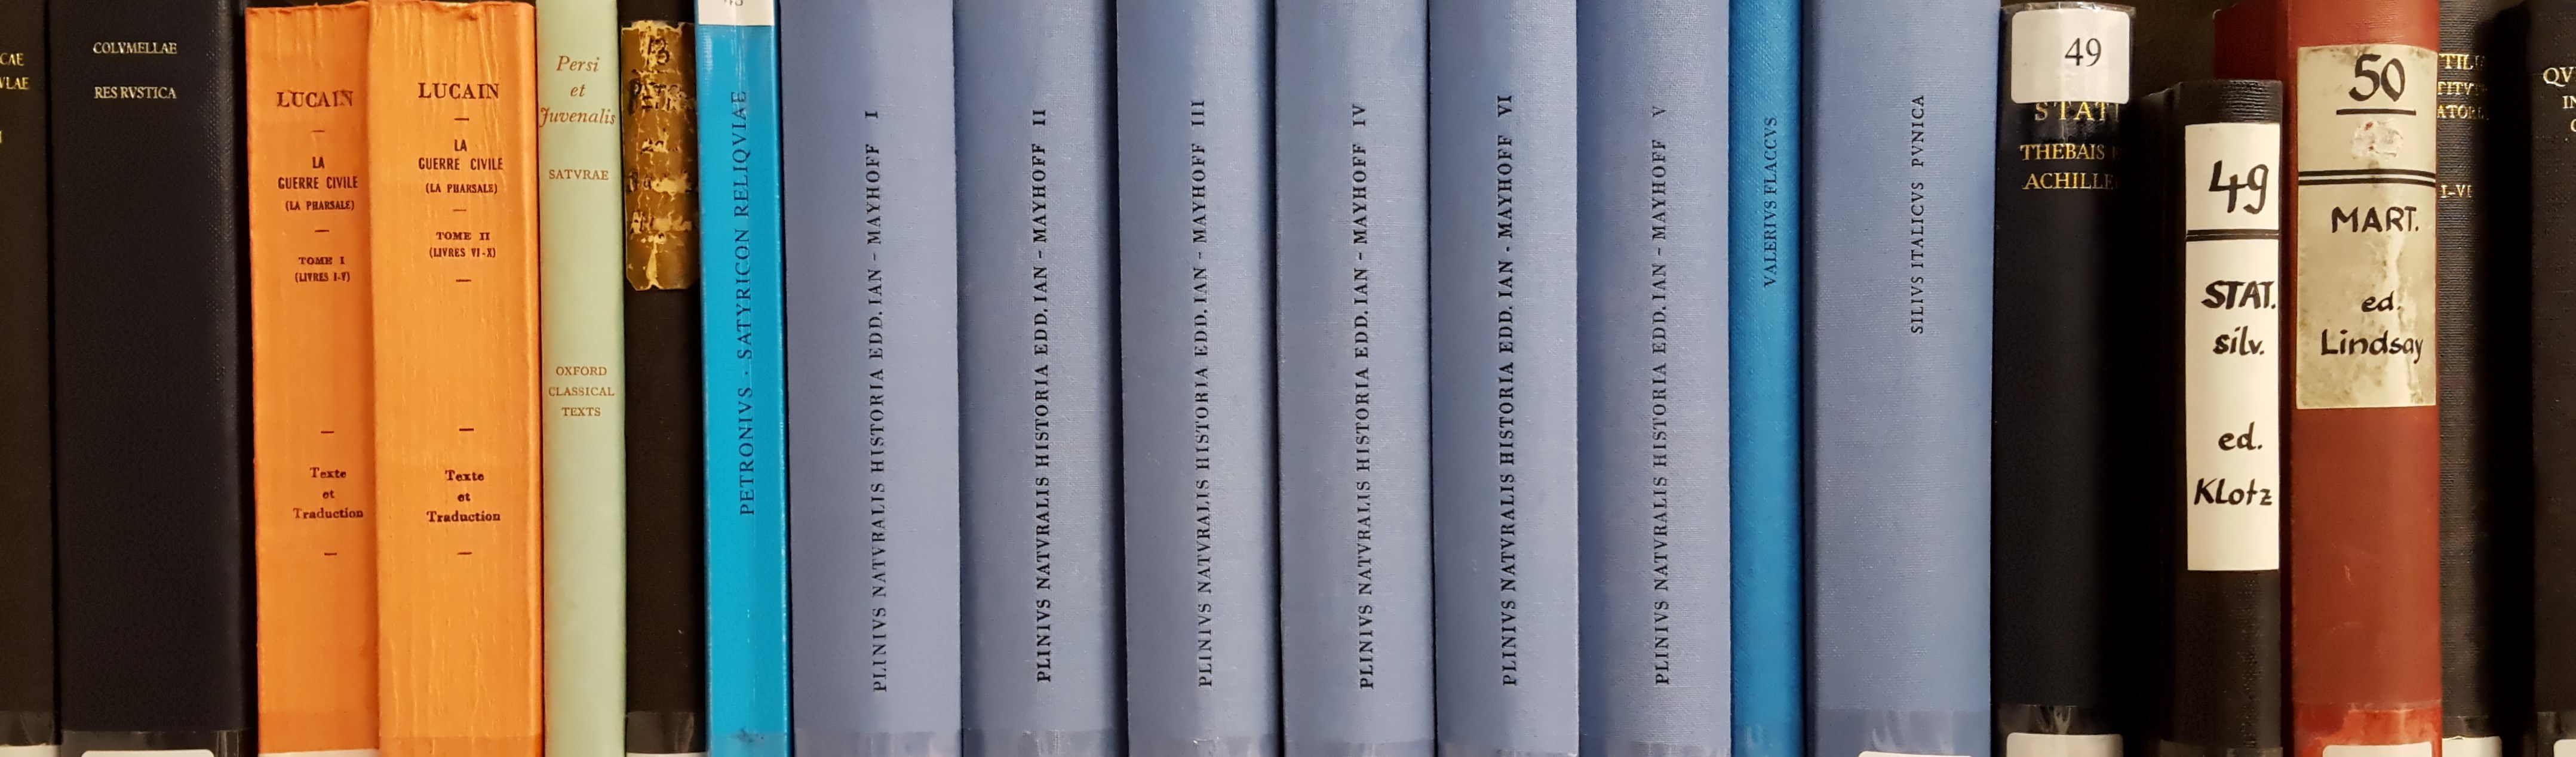 COLVMELLAE
RES RVSTICA
LUCAIN
LA
GUERRE CIVILE
(LA PHARSALE)
TOME I
(LIVRES I-V)
Texte
et
Traduction
LUCAIN
LA
GUERRE CIVILE
(LA PHARSALE)
TOME II
(LIVRES VI-X)
Texte
et
Traduction
Persi
et
Juvenalis
SATVRAE
OXFORD
CLASSICAL
TEXTS
PETRONIVS · SATYRICON RELIQVIAE
PLINIVS NATVRALIS HISTORIA EDD. IAN - MAYHOFF I
PLINIVS NATVRALIS HISTORIA EDD. IAN - MAYHOFF II
PLINIVS NATVRALIS HISTORIA EDD. IAN - MAYHOFF III
PLINIVS NATVRALIS HISTORIA EDD. IAN - MAYHOFF IV
PLINIVS NATVRALIS HISTORIA EDD. IAN - MAYHOFF VI
PLINIVS NATVRALIS HISTORIA EDD. IAN - MAYHOFF V
VALERIVS FLACCVS
SILIVS ITALICVS PVNICA
49
STATI
THEBAIS
ACHILLE
49
STAT.
silv.
ed.
Klotz
50
MART.
ed.
Lindsay
I-VI